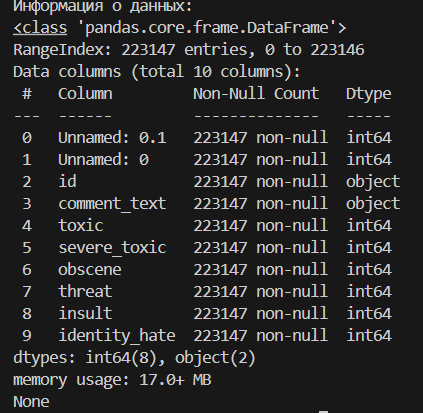 Информация о данных:
<class 'pandas.core.frame.DataFrame'>
RangeIndex: 223147 entries, 0 to 223146
Data columns (total 10 columns):
 #   Column         Non-Null Count   Dtype
---  ------         --------------   -----
 0   Unnamed: 0.1   223147 non-null  int64
 1   Unnamed: 0     223147 non-null  int64
 2   id             223147 non-null  object
 3   comment_text   223147 non-null  object
 4   toxic          223147 non-null  int64
 5   severe_toxic   223147 non-null  int64
 6   obscene        223147 non-null  int64
 7   threat         223147 non-null  int64
 8   insult         223147 non-null  int64
 9   identity_hate  223147 non-null  int64
dtypes: int64(8), object(2)
memory usage: 17.0+ MB
None